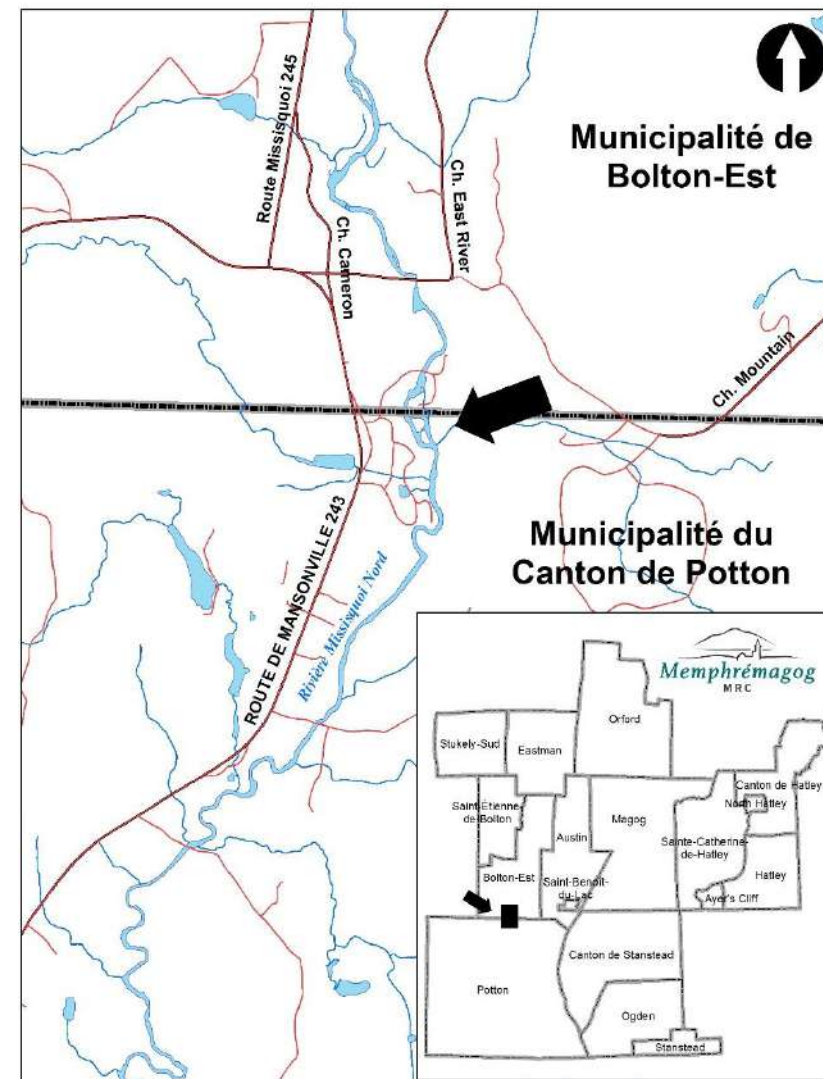 Municipalité de
Bolton-Est
Route Missisquoi 245
Ch. Cameron
Ch. East River
Ch. Mountain
Municipalité du
Canton de Potton
ROUTE DE MANSONVILLE 243
Rivière Missisquoi Nord
Memphrémagog
MRC
Orford
Stukely-Sud
Eastman
Canton de Hatley
North Hatley
Saint-Étienne-
de-Bolton
Austin
Magog
Sainte-Catherine-
de-Hatley
Bolton-Est
Saint-Benoît-
du-Lac
Hatley
Ayer's Cliff
Canton de Stanstead
Potton
Ogden
Stanstead